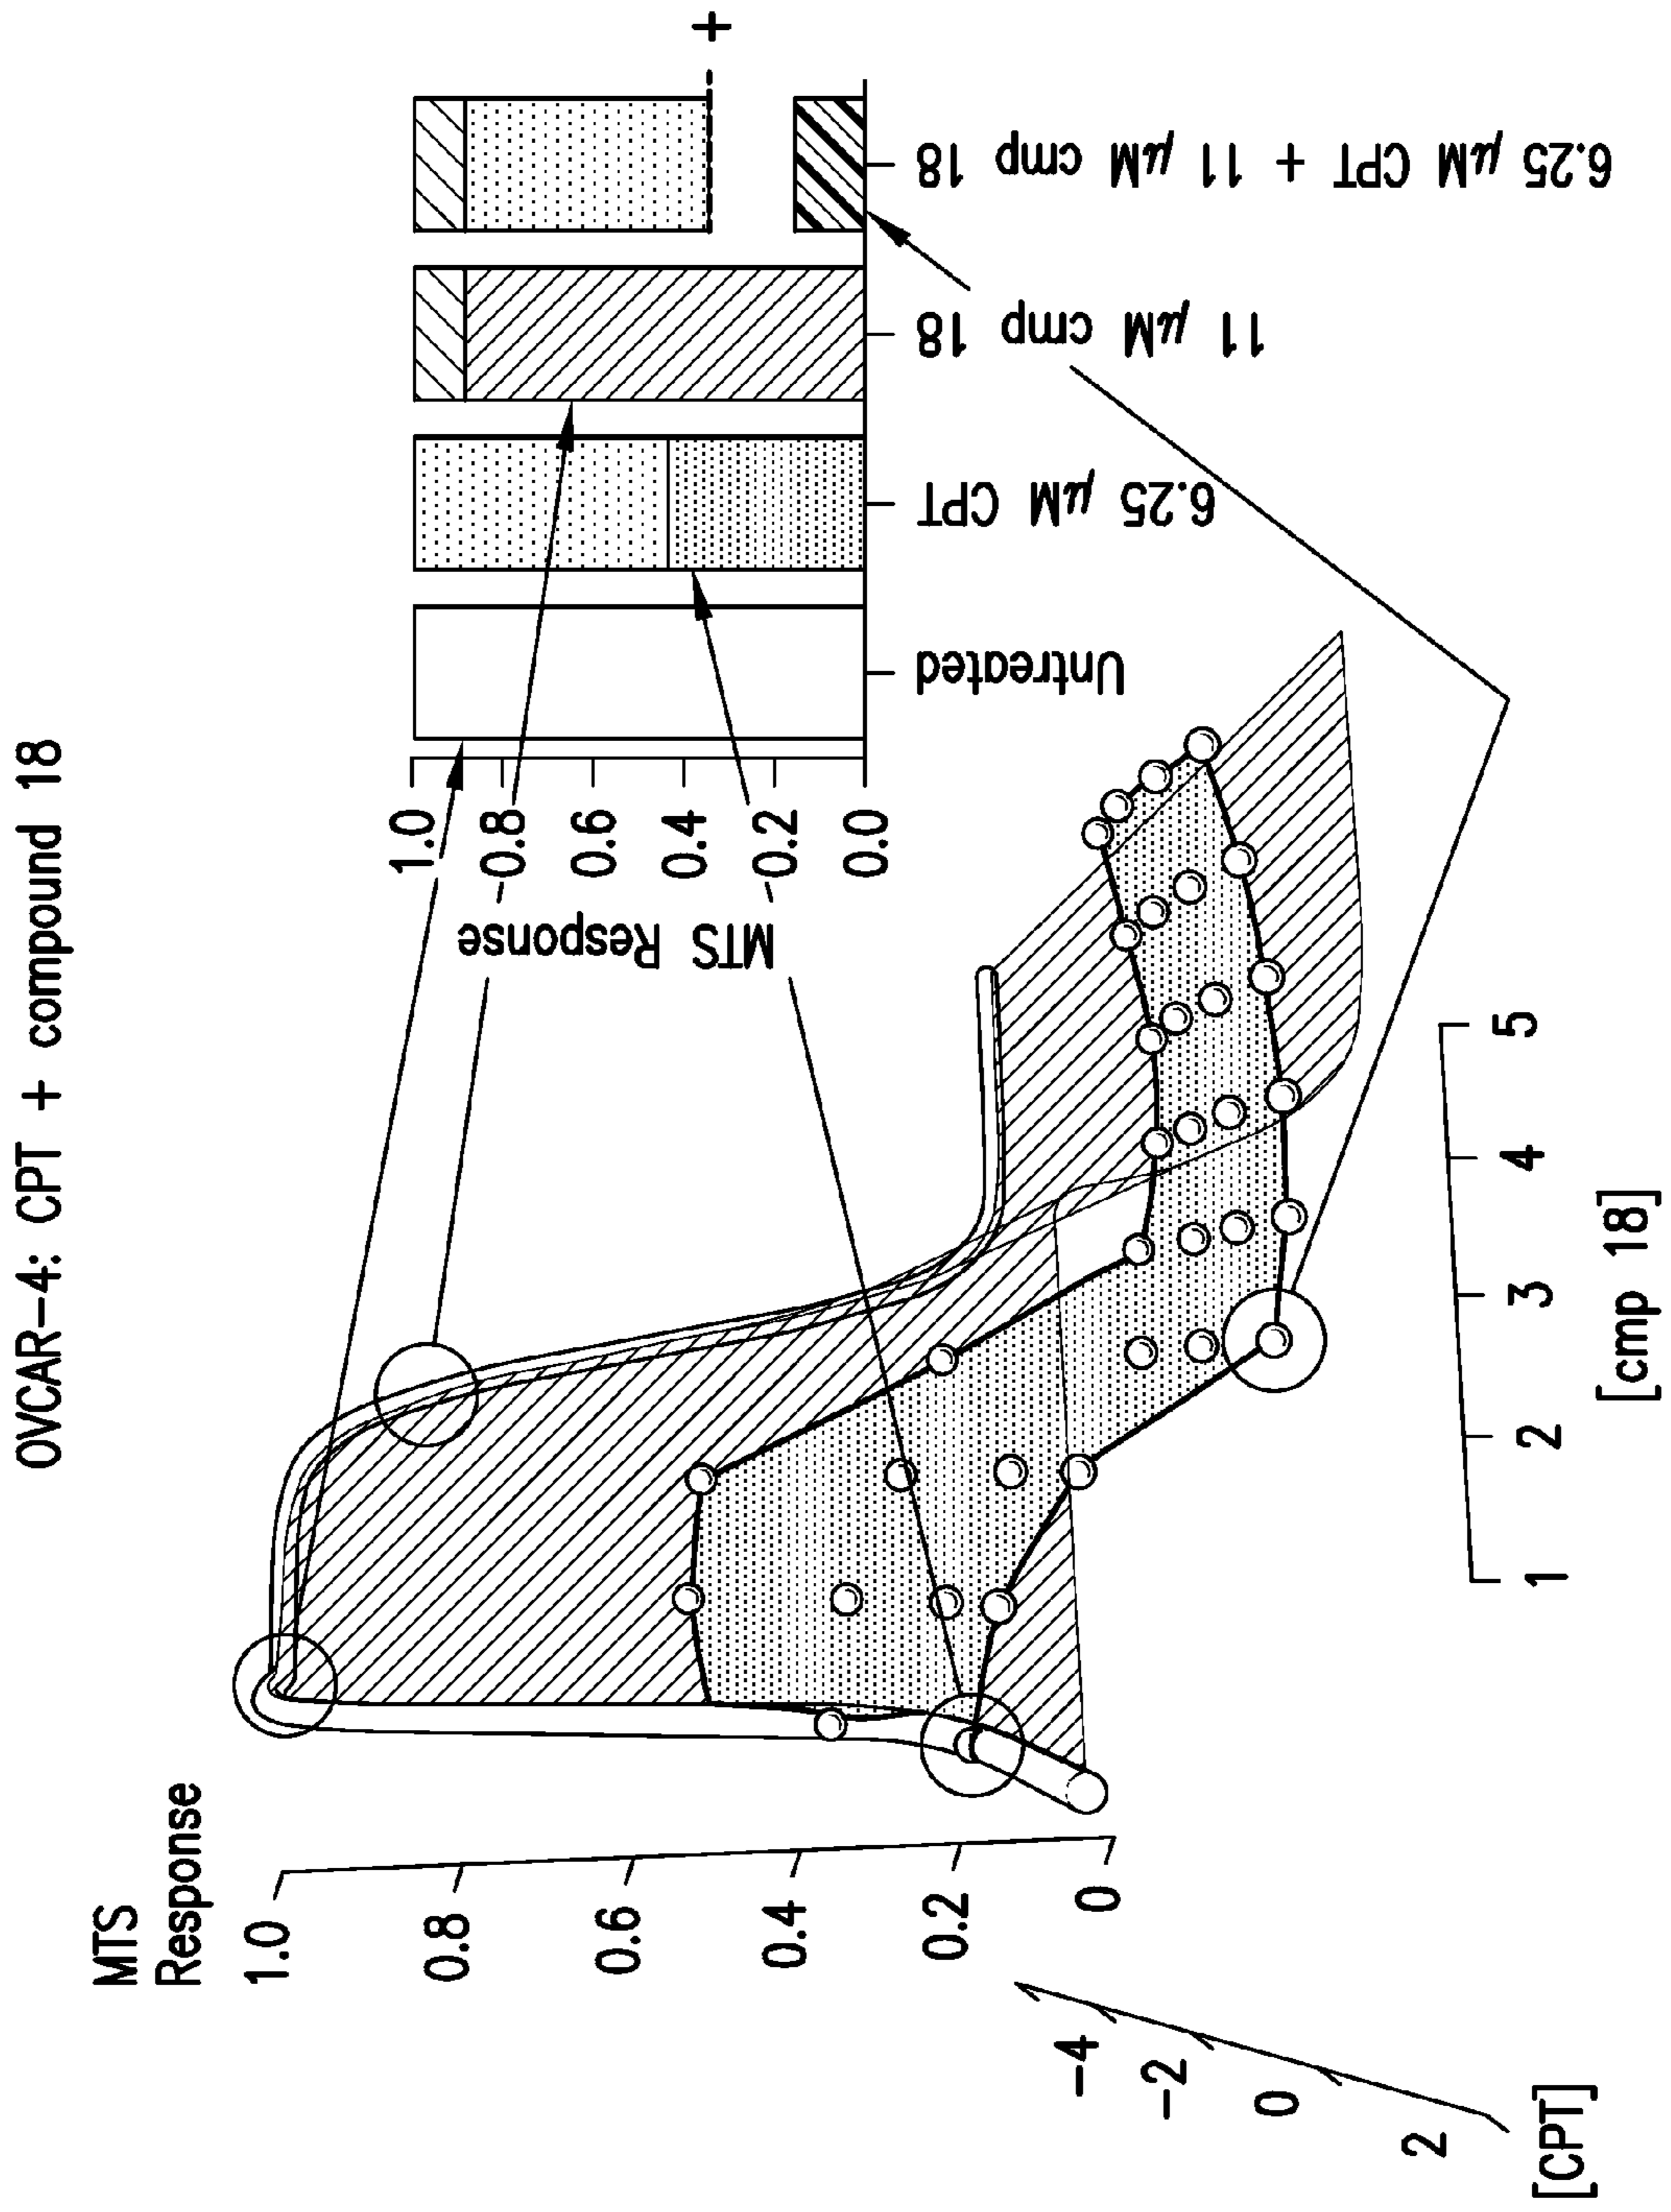 OVCAR-4: CPT + compound 18
MTS
Response
1.0
0.8
0.6
0.4
0.2
0
-4
-2
0
2
[CPT]
1
2
3
4
5
[cmp 18]
MTS Response
1.0
0.8
0.6
0.4
0.2
0.0
Untreated
6.25 μM CPT
11 μM cmp 18
6.25 μM CPT + 11 μM cmp 18
+